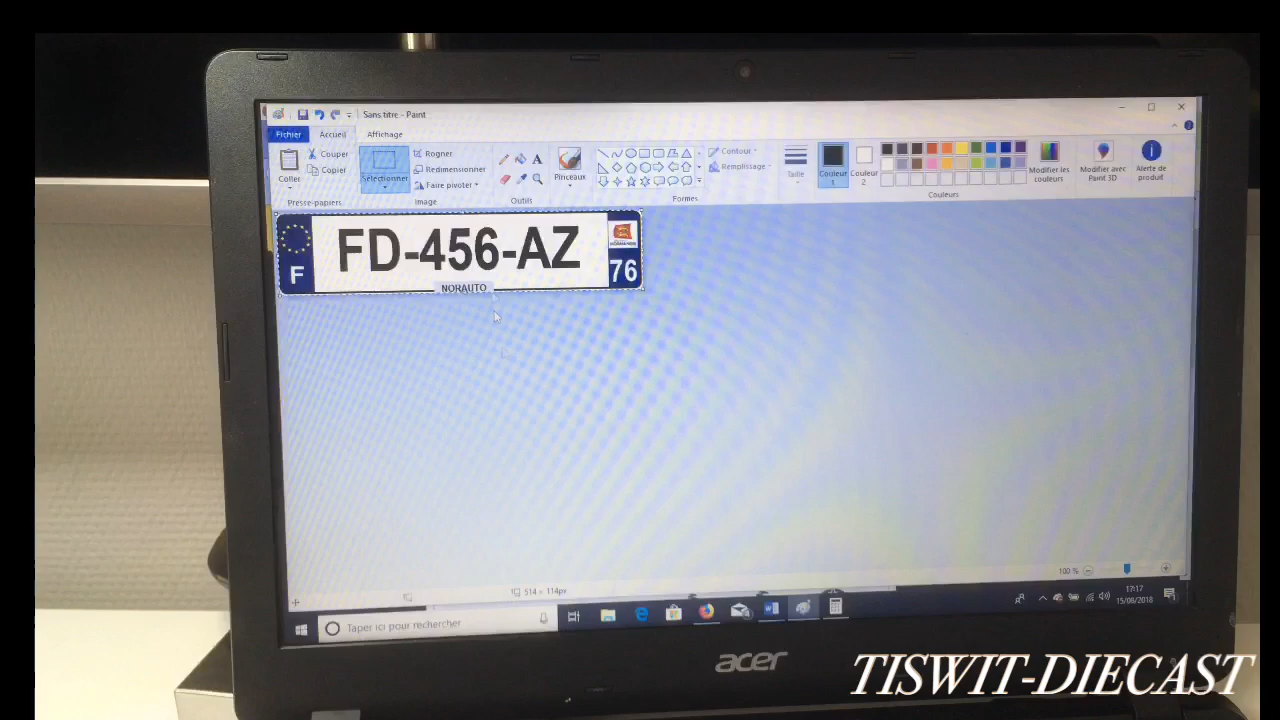 Sans titre - Paint
Fichier Accueil Affichage
Coller
Couper
Copier
Presse-papiers
Sélectionner
Rogner
Redimensionner
Faire pivoter
Image
A
Outils
Pinceaux
Formes
Contour
Remplissage
Taille
Couleur 1
Couleur 2
Couleurs
Modifier les couleurs
Modifier avec Paint 3D
Alerte de produit
F
FD-456-AZ
76
NORAUTO
514 × 114px
100 %
Taper ici pour rechercher
17:17
15/08/2018
acer
TISWIT-DIECAST